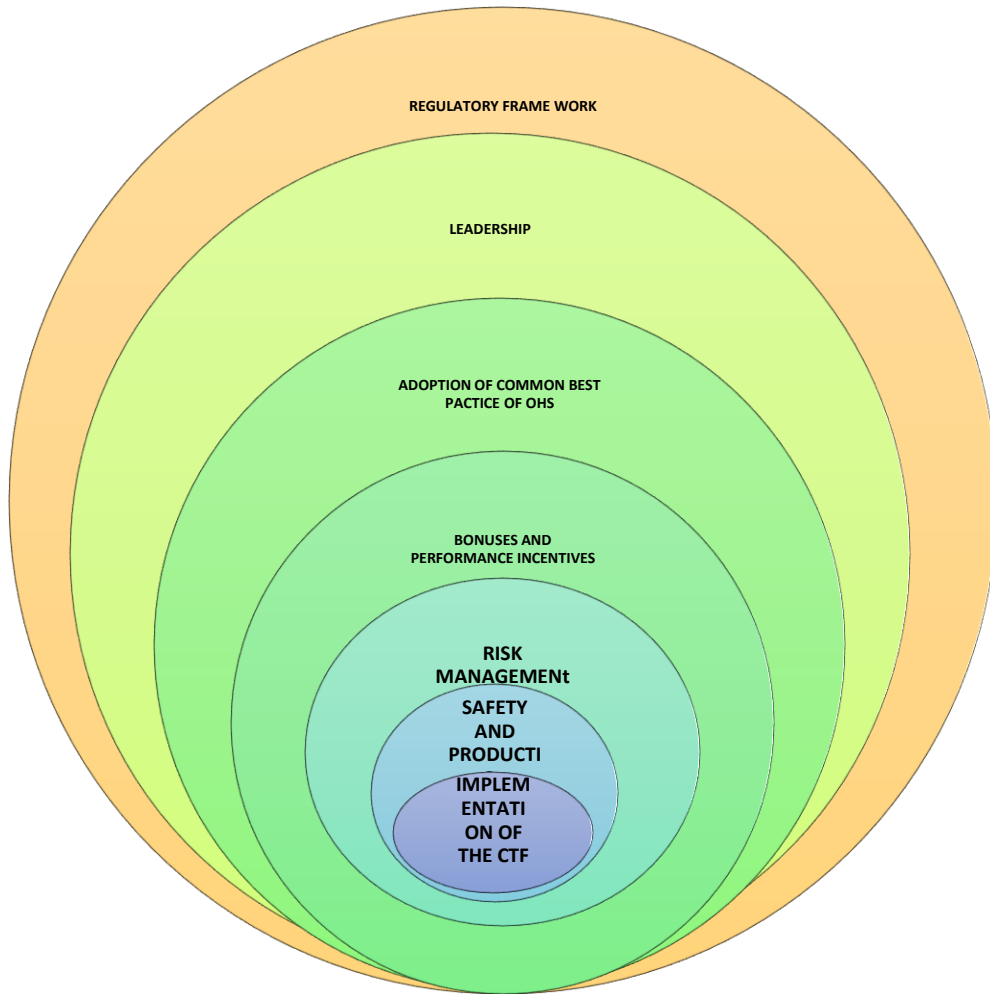 REGULATORY FRAME WORK
LEADERSHIP
ADOPTION OF COMMON BEST
PACTICE OF OHS
BONUSES AND
PERFORMANCE INCENTIVES
RISK
MANAGEMENt
SAFETY
AND
PRODUCTI
IMPLEM
ENTATI
ON OF
THE CTF